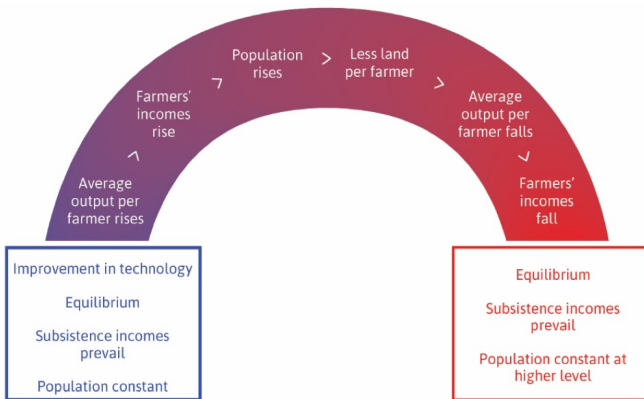 Population
rises
Less land
per farmer
Farmers'
incomes
rise
Average
output per
farmer falls
Average
output per
farmer rises
Farmers'
incomes
fall
Improvement in technology
Equilibrium
Subsistence incomes
prevail
Population constant
Equilibrium
Subsistence incomes
prevail
Population constant at
higher level